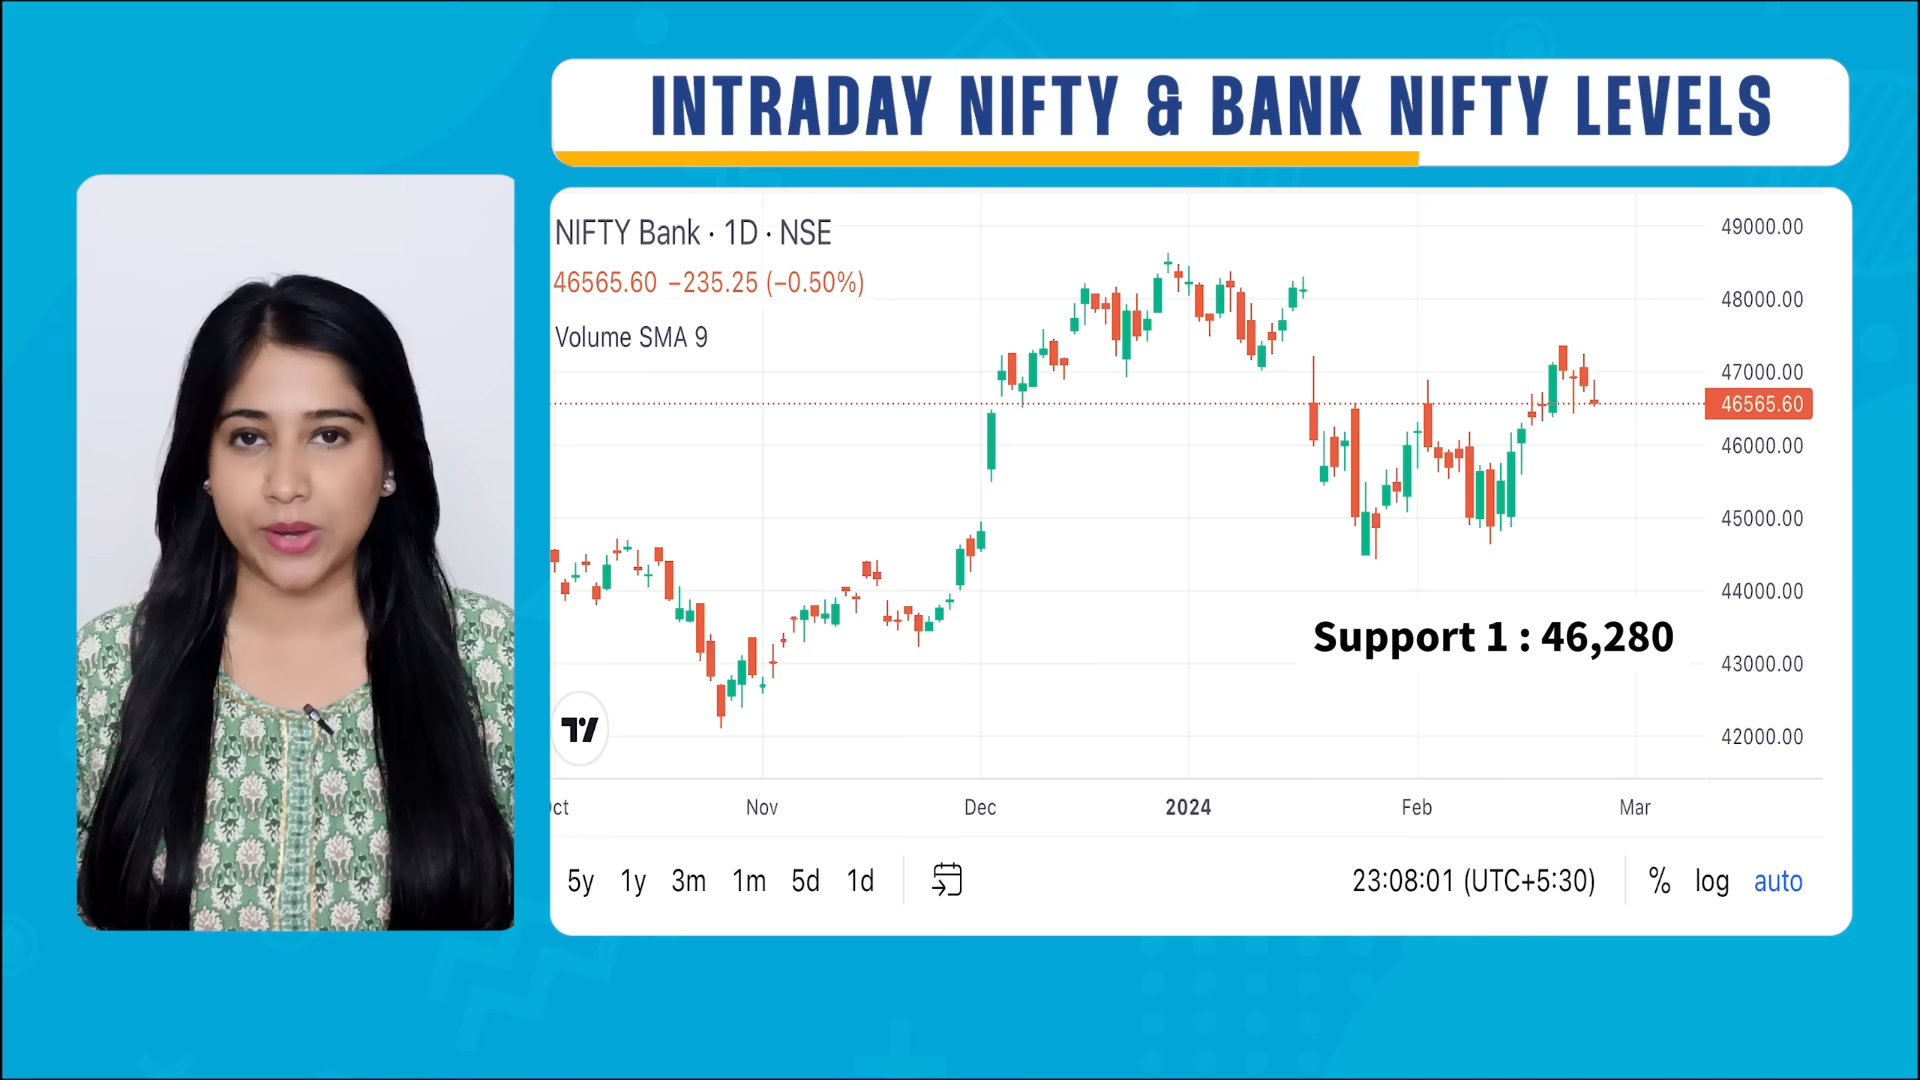 INTRADAY NIFTY & BANK NIFTY LEVELS
NIFTY Bank · 1D · NSE
46565.60 −235.25 (−0.50%)
Volume SMA 9
49000.00
48000.00
47000.00
46565.60
46000.00
45000.00
44000.00
43000.00
42000.00
Support 1 : 46,280
Nov
Dec
2024
Feb
Mar
5y 1y 3m 1m 5d 1d
23:08:01 (UTC+5:30) % log auto